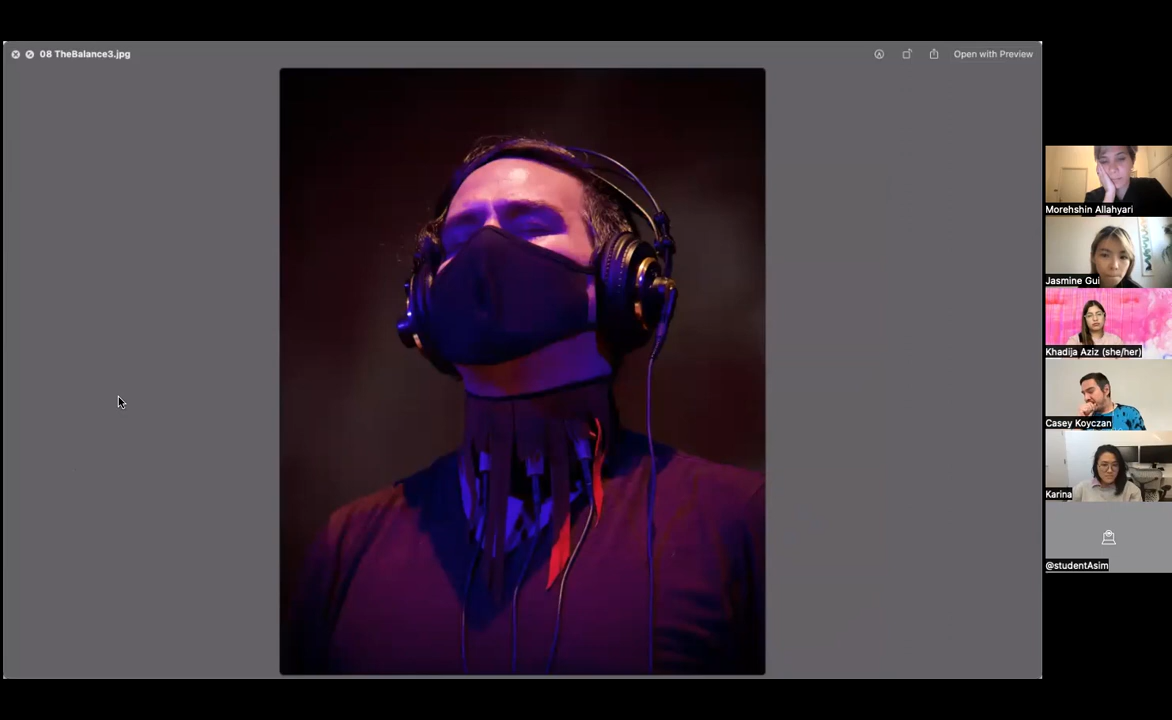 08 TheBalance3.jpg
Open with Preview
Morehshin Allahyari
Jasmine Gui
Khadija Aziz (she/her)
Casey Koyczan
Karina
@studentAsim